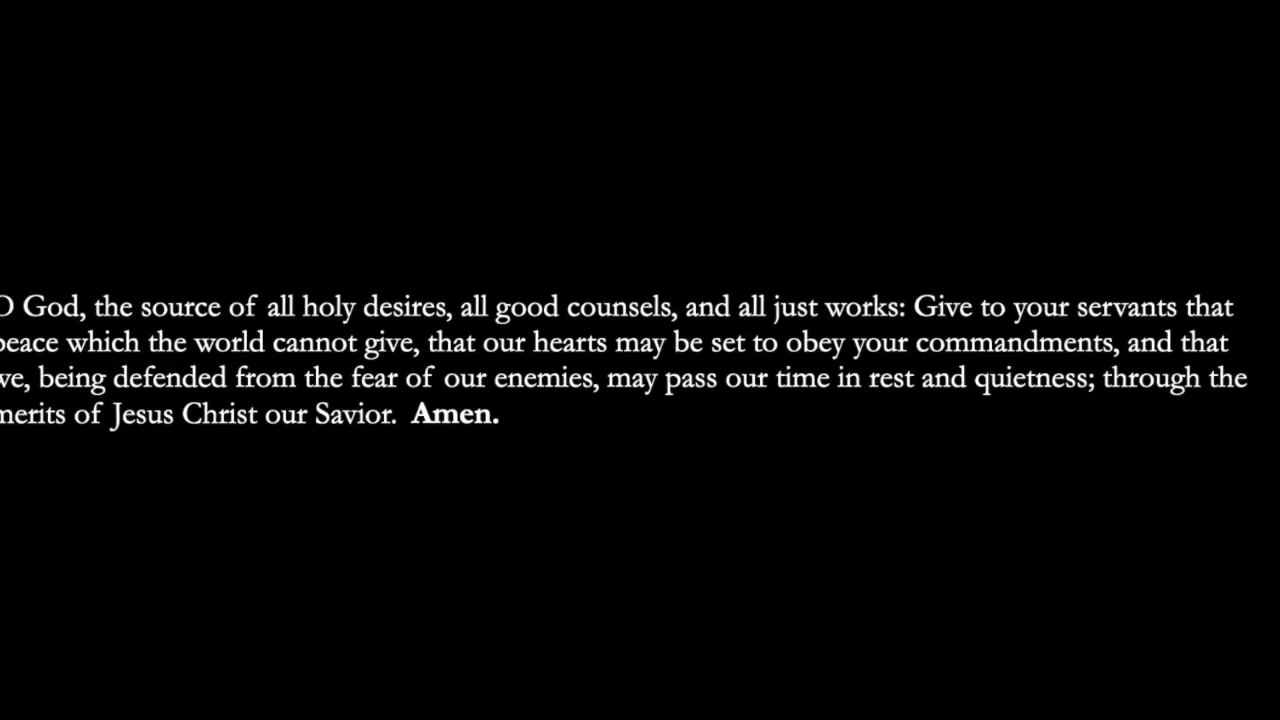 O God, the source of all holy desires, all good counsels, and all just works: Give to your servants that
peace which the world cannot give, that our hearts may be set to obey your commandments, and that
we, being defended from the fear of our enemies, may pass our time in rest and quietness; through the
merits of Jesus Christ our Savior. Amen.